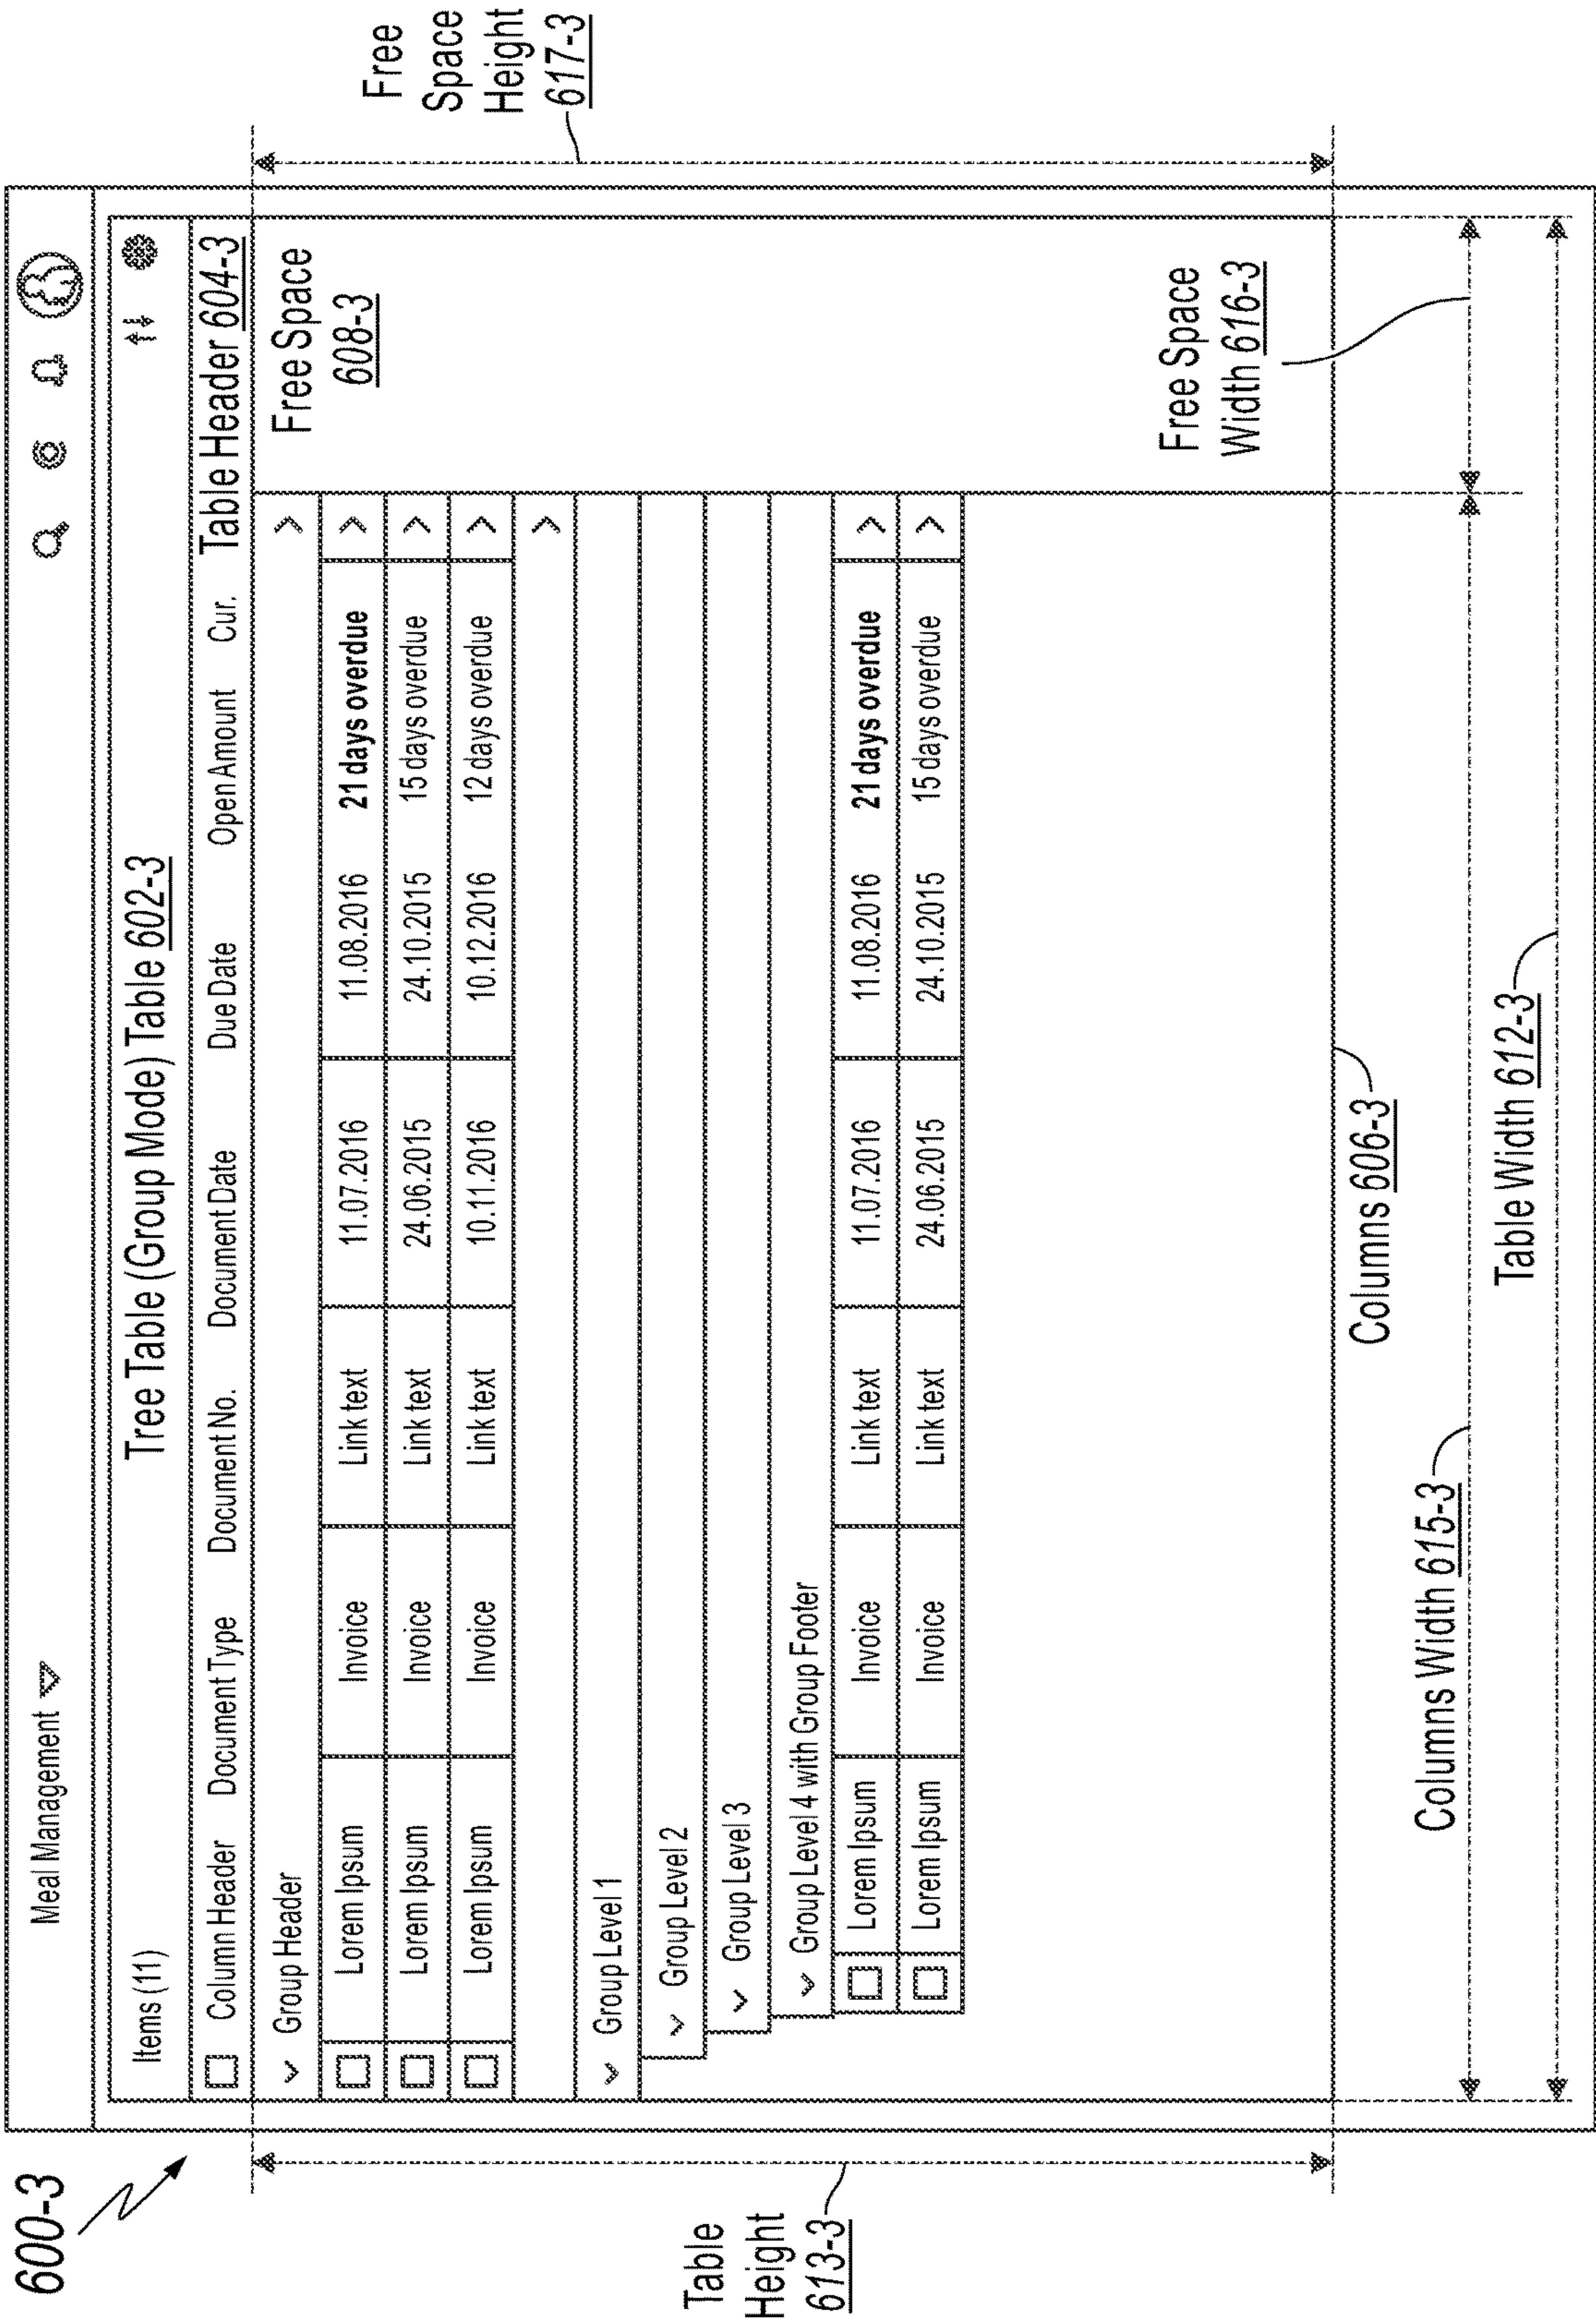 600-3
Meal Management
Items (11)
Tree Table (Group Mode) Table 602-3
Column Header Document Type Document No. Document Date Due Date Open Amount Cur. Table Header 604-3
Group Header
Lorem Ipsum Invoice Link text 11.07.2016 11.08.2016 21 days overdue
Lorem Ipsum Invoice Link text 24.06.2015 24.10.2015 15 days overdue
Lorem Ipsum Invoice Link text 10.11.2016 10.12.2016 12 days overdue
Group Level 1
Group Level 2
Group Level 3
Group Level 4 with Group Footer
Lorem Ipsum Invoice Link text 11.07.2016 11.08.2016 21 days overdue
Lorem Ipsum Invoice Link text 24.06.2015 24.10.2015 15 days overdue
Free Space
608-3
Free
Space
Height
617-3
Free Space
Width 616-3
Table
Height
613-3
Columns 606-3
Columns Width 615-3
Table Width 612-3